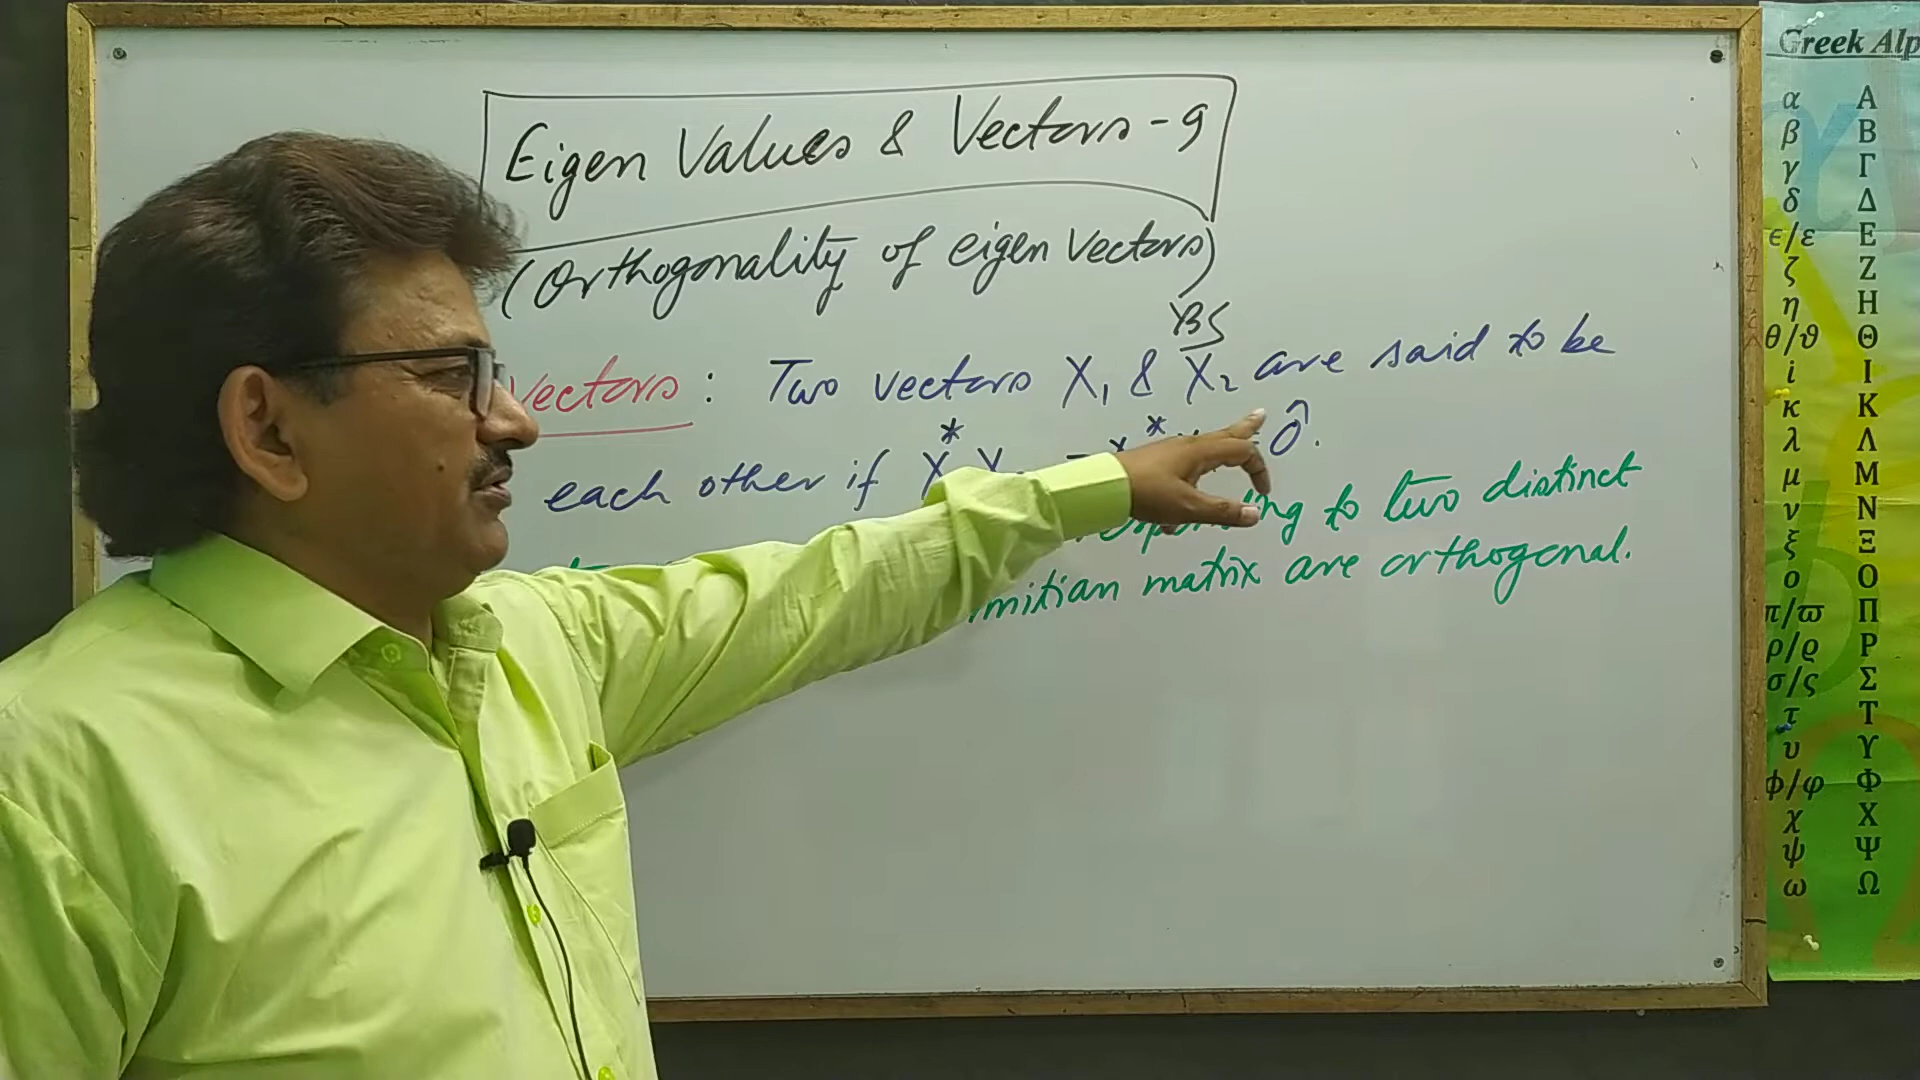 Eigen Values & Vectors-9
(Orthogonality of eigen Vectors)
YBS
Vectors : Two vectors X₁ & X₂ are said to be
each other if X* = Ô.
to two distinct
matrix are orthogonal.
Greek Alp
α Α
β Β
γ Γ
δ Δ
ϵ/ε Ε
ζ Ζ
η Η
θ/ϑ Θ
i Ι
κ Κ
λ Λ
μ Μ
ν Ν
ξ Ξ
ο Ο
π/ϖ Π
ρ/ϱ Ρ
σ/ς Σ
τ Τ
υ Υ
ϕ/φ Φ
χ Χ
ψ Ψ
ω Ω